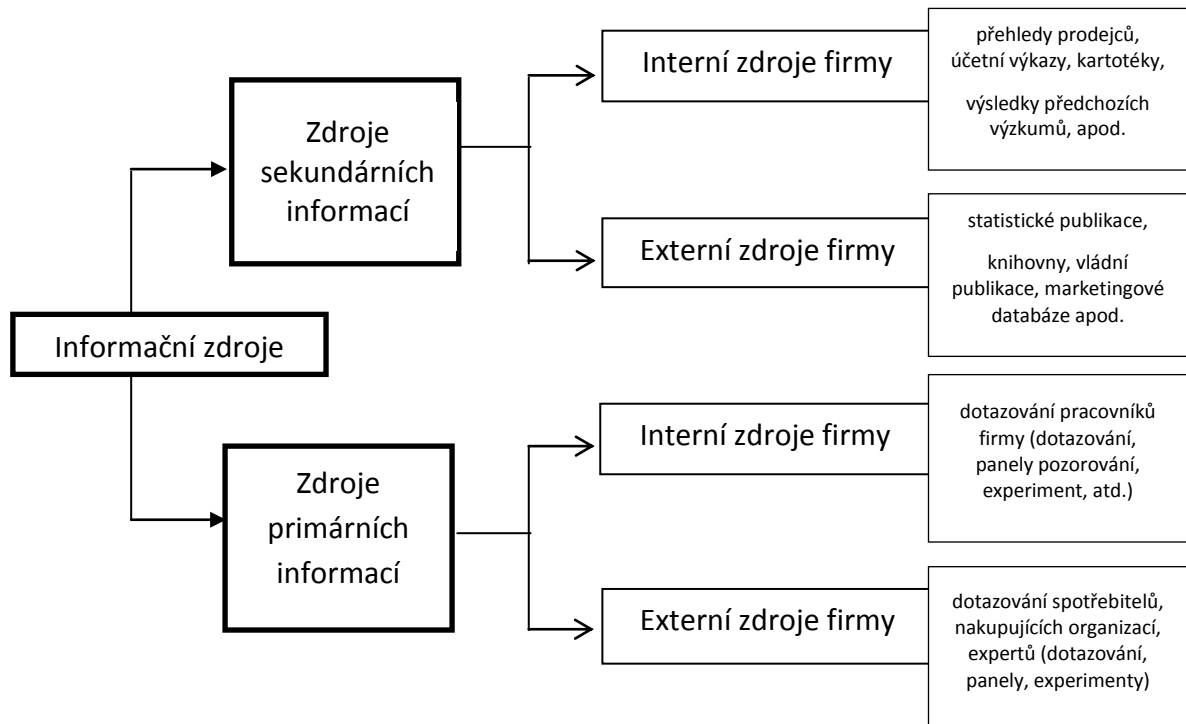 Interní zdroje firmy
přehledy prodejců,
účetní výkazy, kartotéky,
výsledky předchozích
výzkumů, apod.
Zdroje
sekundárních
informací
Externí zdroje firmy
statistické publikace,
knihovny, vládní
publikace, marketingové
databáze apod.
Informační zdroje
Interní zdroje firmy
dotazování pracovníků
firmy (dotazování,
panely pozorování,
experiment, atd.)
Zdroje
primárních
informací
Externí zdroje firmy
dotazování spotřebitelů,
nakupujících organizací,
expertů (dotazování,
panely, experimenty)